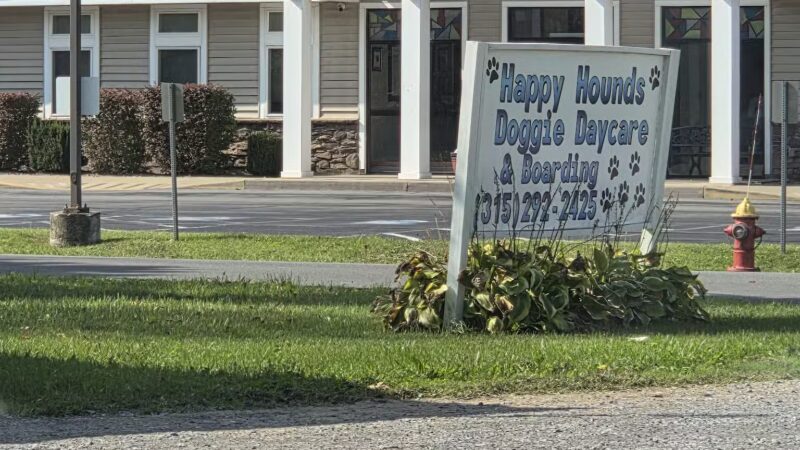 Happy Hounds
Doggie Daycare
& Boarding
(315) 292-2425